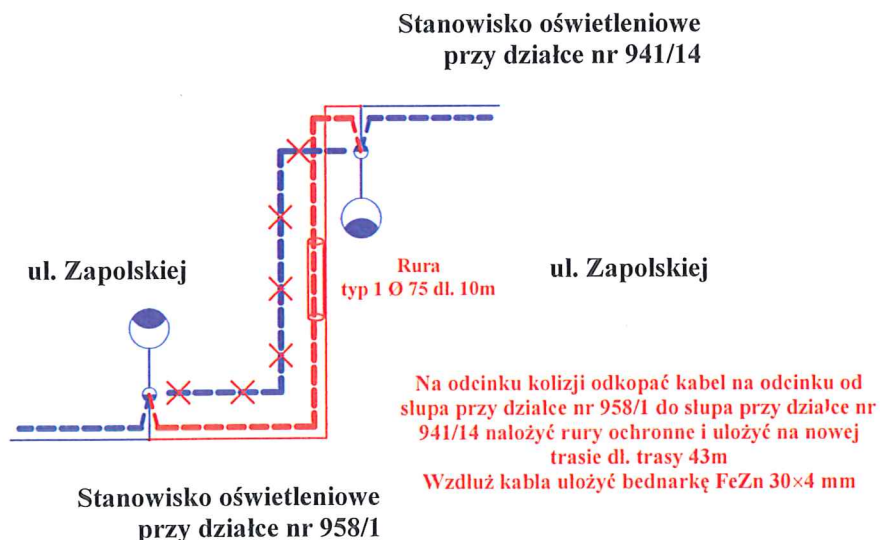 Stanowisko oświetleniowe
przy działce nr 941/14
ul. Zapolskiej
Rura
typ 1 Ø 75 dl. 10m
ul. Zapolskiej
Na odcinku kolizji odkopać kabel na odcinku od
słupa przy działce nr 958/1 do słupa przy działce nr
941/14 nałożyć rury ochronne i ułożyć na nowej
trasie dł. trasy 43m
Wzdłuż kabla ułożyć bednarkę FeZn 30×4 mm
Stanowisko oświetleniowe
przy działce nr 958/1